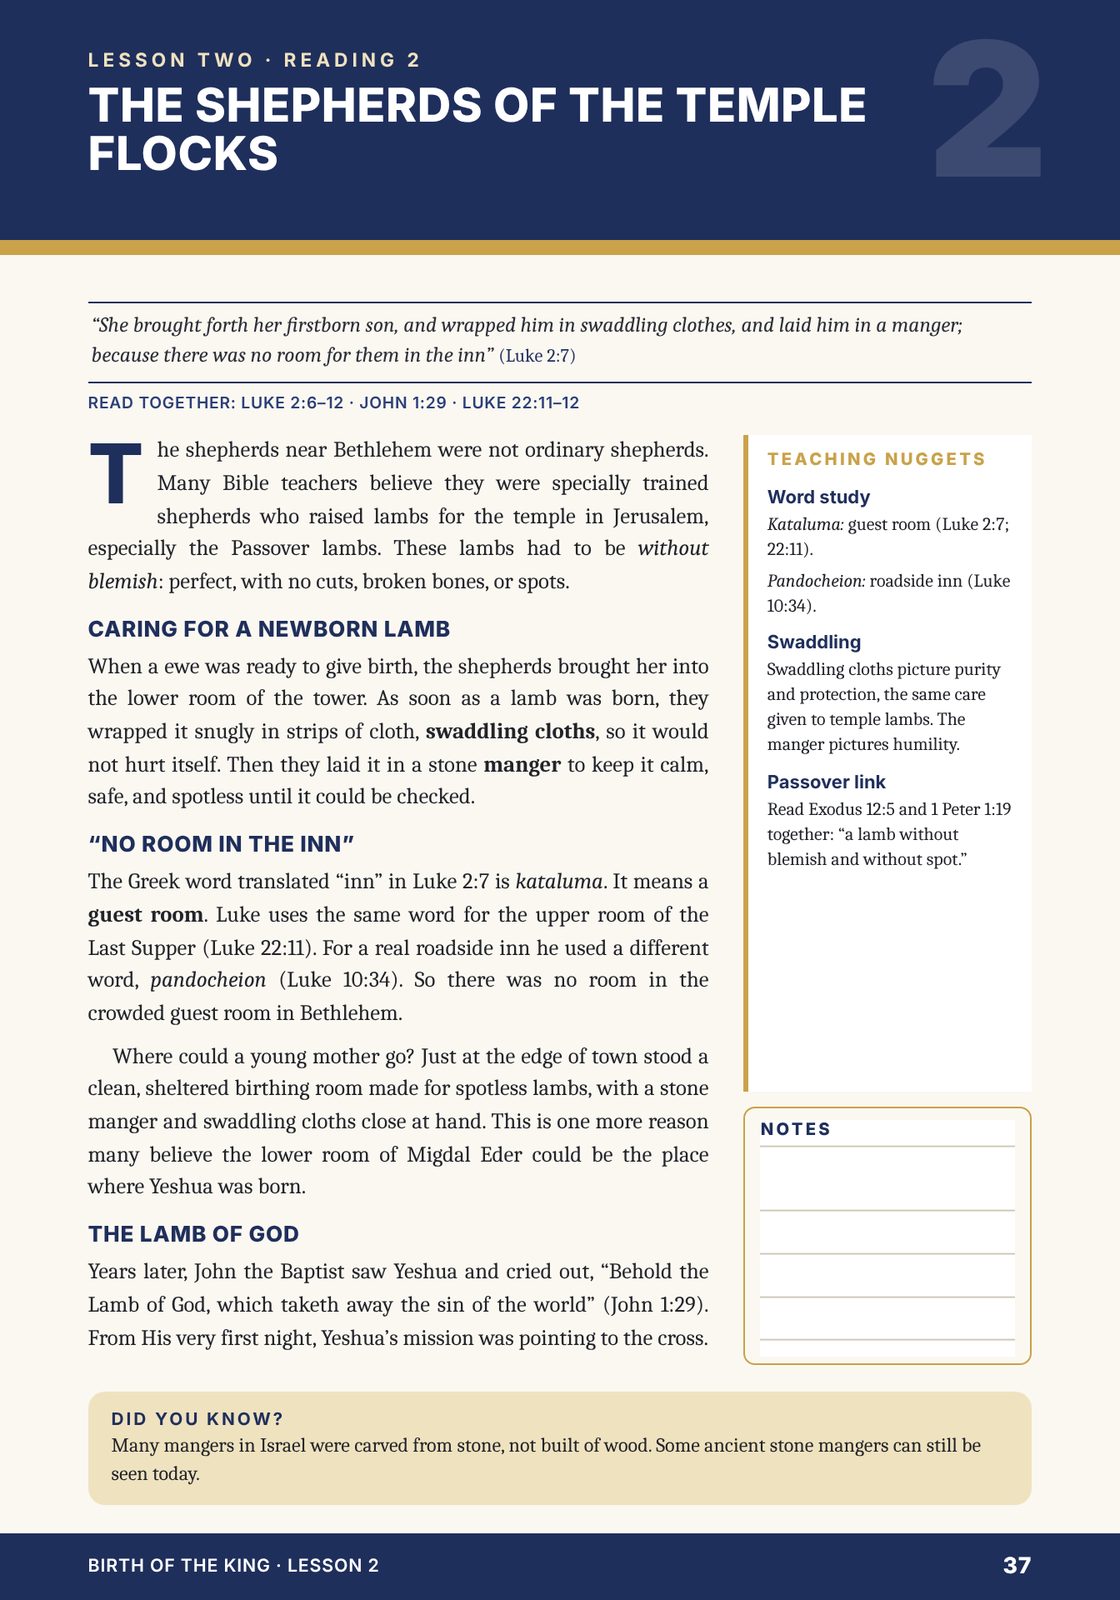 LESSON TWO · READING 2
2
THE SHEPHERDS OF THE TEMPLE
FLOCKS
“She brought forth her firstborn son, and wrapped him in swaddling clothes, and laid him in a manger;
because there was no room for them in the inn” (Luke 2:7)
READ TOGETHER: LUKE 2:6–12 · JOHN 1:29 · LUKE 22:11–12
The shepherds near Bethlehem were not ordinary shepherds.
Many Bible teachers believe they were specially trained
shepherds who raised lambs for the temple in Jerusalem,
especially the Passover lambs. These lambs had to be without
blemish: perfect, with no cuts, broken bones, or spots.
CARING FOR A NEWBORN LAMB
When a ewe was ready to give birth, the shepherds brought her into
the lower room of the tower. As soon as a lamb was born, they
wrapped it snugly in strips of cloth, swaddling cloths, so it would
not hurt itself. Then they laid it in a stone manger to keep it calm,
safe, and spotless until it could be checked.
“NO ROOM IN THE INN”
The Greek word translated “inn” in Luke 2:7 is kataluma. It means a
guest room. Luke uses the same word for the upper room of the
Last Supper (Luke 22:11). For a real roadside inn he used a different
word, pandocheion (Luke 10:34). So there was no room in the
crowded guest room in Bethlehem.
Where could a young mother go? Just at the edge of town stood a
clean, sheltered birthing room made for spotless lambs, with a stone
manger and swaddling cloths close at hand. This is one more reason
many believe the lower room of Migdal Eder could be the place
where Yeshua was born.
THE LAMB OF GOD
Years later, John the Baptist saw Yeshua and cried out, “Behold the
Lamb of God, which taketh away the sin of the world” (John 1:29).
From His very first night, Yeshua’s mission was pointing to the cross.
TEACHING NUGGETS
Word study
Kataluma: guest room (Luke 2:7;
22:11).
Pandocheion: roadside inn (Luke
10:34).
Swaddling
Swaddling cloths picture purity
and protection, the same care
given to temple lambs. The
manger pictures humility.
Passover link
Read Exodus 12:5 and 1 Peter 1:19
together: “a lamb without
blemish and without spot.”
NOTES
DID YOU KNOW?
Many mangers in Israel were carved from stone, not built of wood. Some ancient stone mangers can still be
seen today.
BIRTH OF THE KING · LESSON 2
37